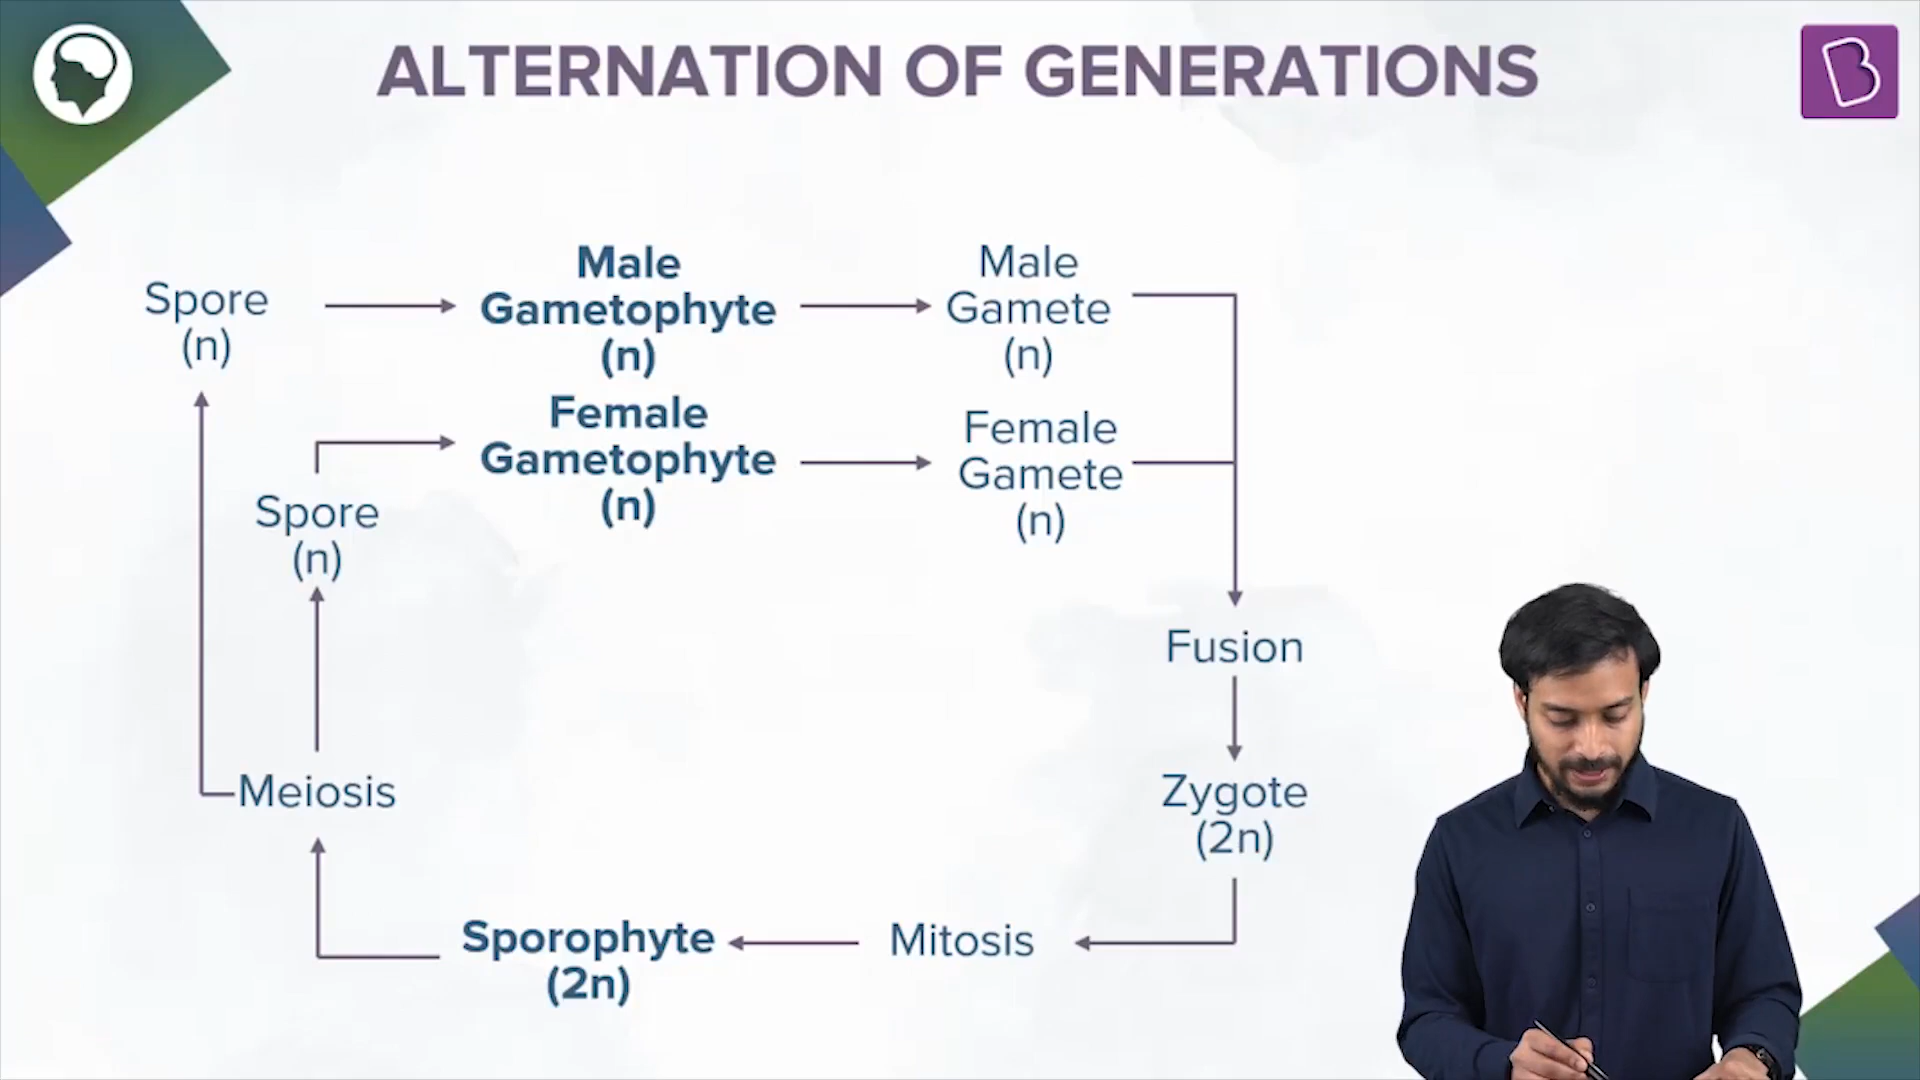 ALTERNATION OF GENERATIONS
B
Spore
(n)
Male
Gametophyte
(n)
Male
Gamete
(n)
Spore
(n)
Female
Gametophyte
(n)
Female
Gamete
(n)
Fusion
Meiosis
Zygote
(2n)
Sporophyte
(2n)
Mitosis